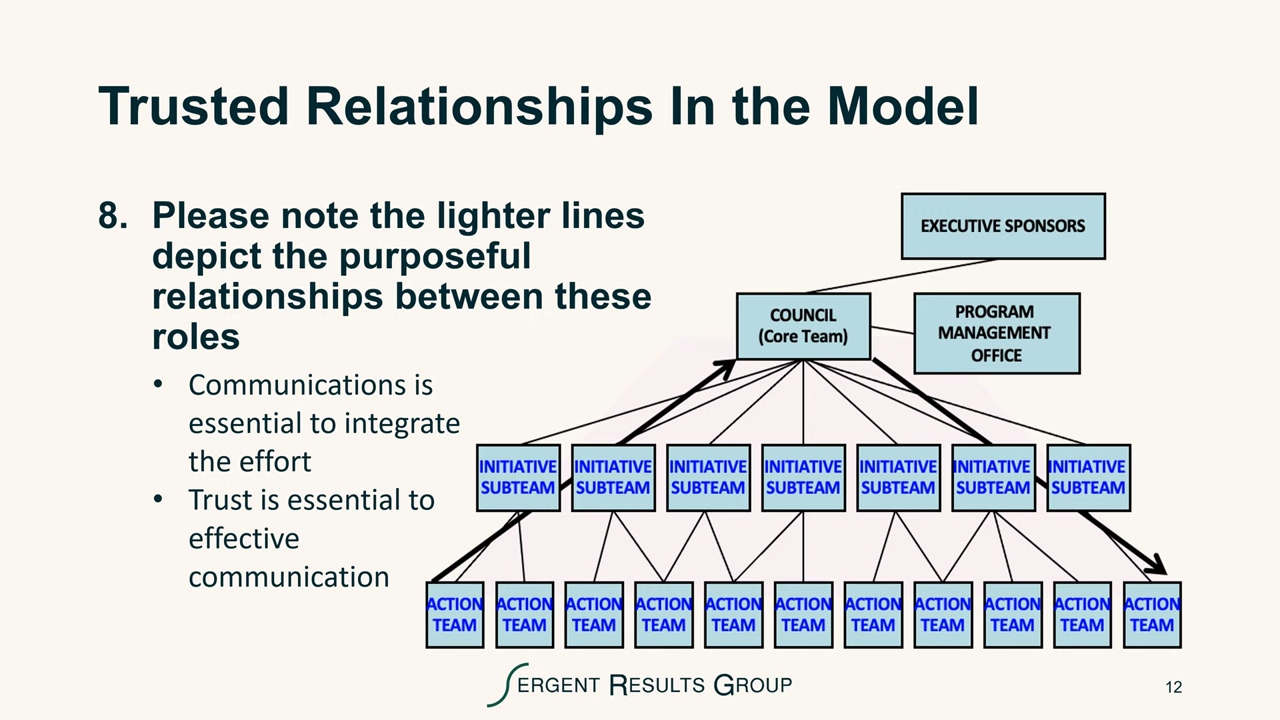 Trusted Relationships In the Model
8. Please note the lighter lines
depict the purposeful
relationships between these
roles
• Communications is
essential to integrate
the effort
• Trust is essential to
effective
communication
EXECUTIVE SPONSORS
COUNCIL
(Core Team)
PROGRAM
MANAGEMENT
OFFICE
INITIATIVE
SUBTEAM
INITIATIVE
SUBTEAM
INITIATIVE
SUBTEAM
INITIATIVE
SUBTEAM
INITIATIVE
SUBTEAM
INITIATIVE
SUBTEAM
INITIATIVE
SUBTEAM
ACTION
TEAM
ACTION
TEAM
ACTION
TEAM
ACTION
TEAM
ACTION
TEAM
ACTION
TEAM
ACTION
TEAM
ACTION
TEAM
ACTION
TEAM
ACTION
TEAM
ACTION
TEAM
SERGENT RESULTS GROUP
12